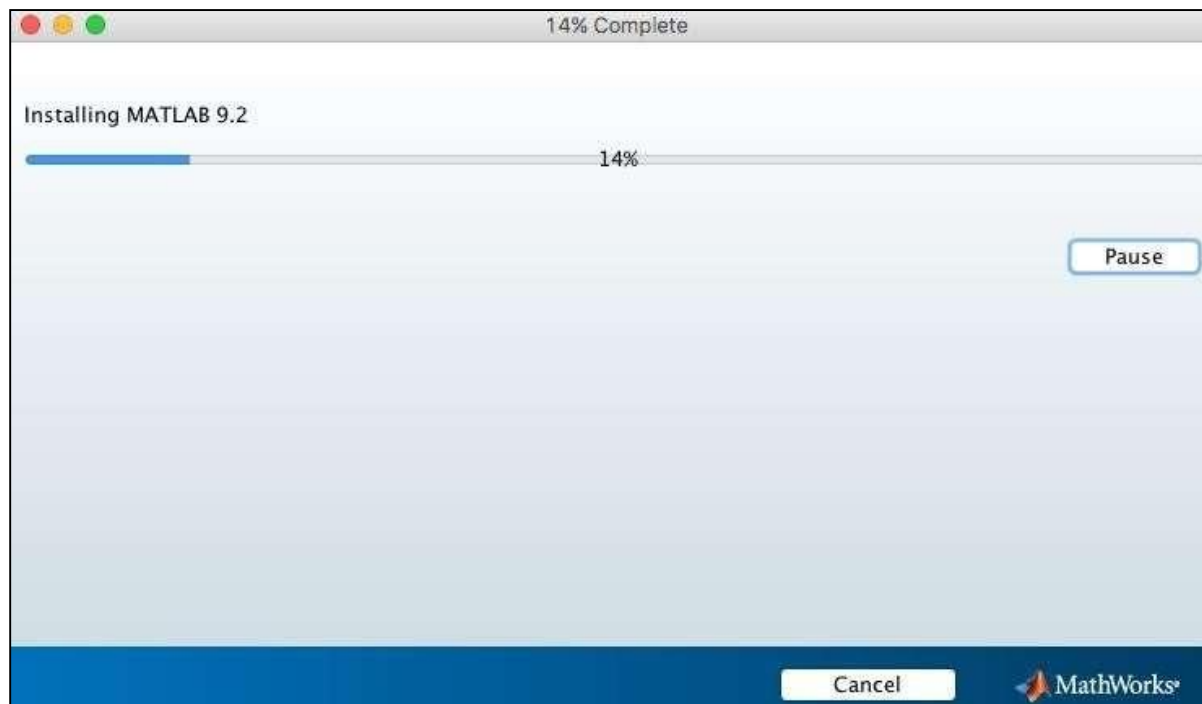 14% Complete
Installing MATLAB 9.2
14%
Pause
Cancel
MathWorks®